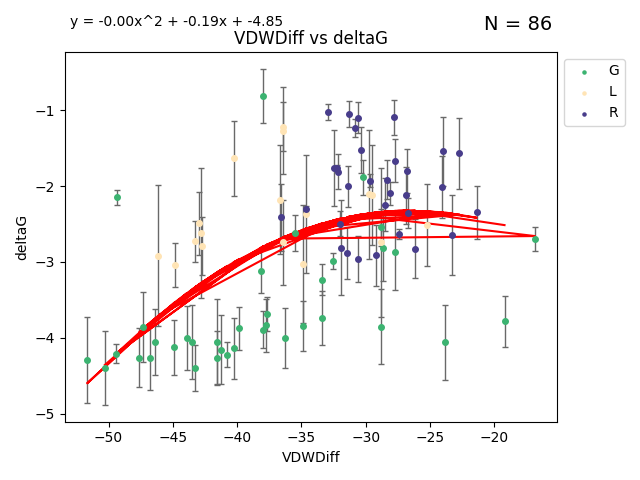 y = -0.00x^2 + -0.19x + -4.85
N = 86
VDWDiff vs deltaG
G
L
R
−1
−2
−3
−4
−5
deltaG
−50 −45 −40 −35 −30 −25 −20
VDWDiff